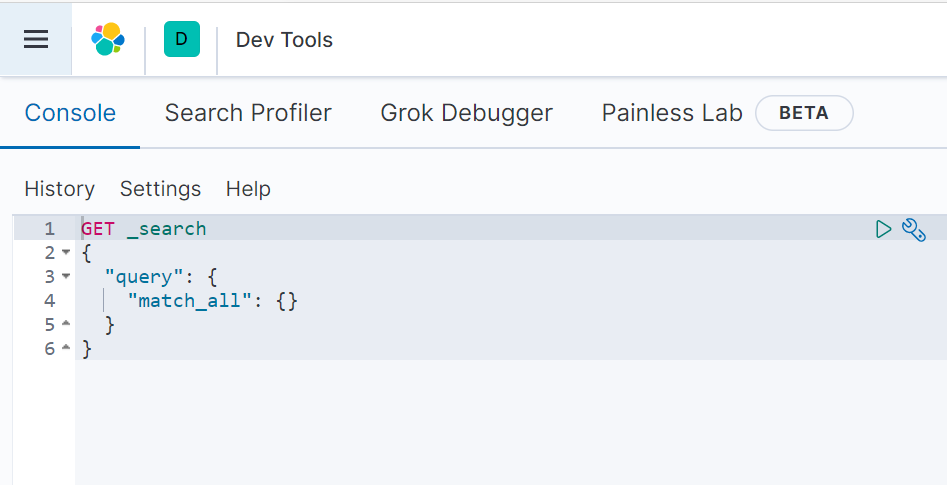 D Dev Tools
Console Search Profiler Grok Debugger Painless Lab BETA
History Settings Help
1 GET _search
2 {
3 "query": {
4 "match_all": {}
5 }
6 }